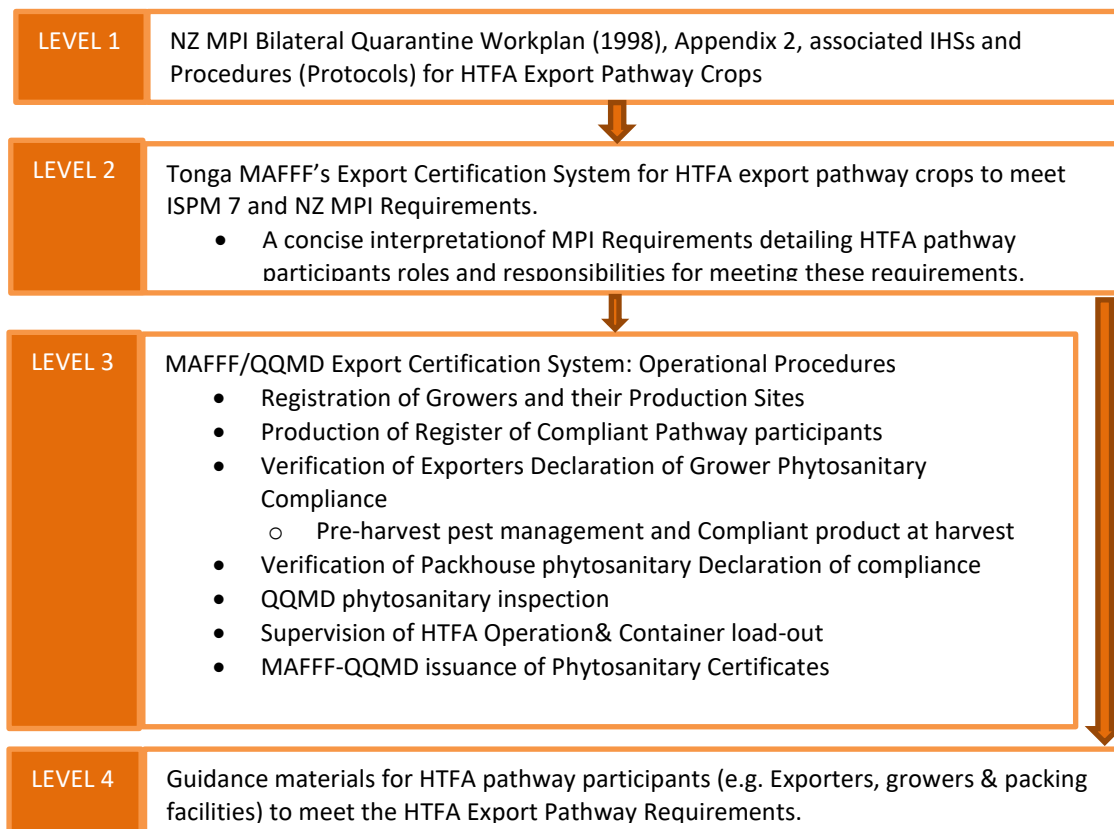 LEVEL 1
NZ MPI Bilateral Quarantine Workplan (1998), Appendix 2, associated IHSs and
Procedures (Protocols) for HTFA Export Pathway Crops
LEVEL 2
Tonga MAFFF’s Export Certification System for HTFA export pathway crops to meet
ISPM 7 and NZ MPI Requirements.
• A concise interpretationof MPI Requirements detailing HTFA pathway
participants roles and responsibilities for meeting these requirements.
LEVEL 3
MAFFF/QQMD Export Certification System: Operational Procedures
• Registration of Growers and their Production Sites
• Production of Register of Compliant Pathway participants
• Verification of Exporters Declaration of Grower Phytosanitary
Compliance
o Pre-harvest pest management and Compliant product at harvest
• Verification of Packhouse phytosanitary Declaration of compliance
• QQMD phytosanitary inspection
• Supervision of HTFA Operation& Container load-out
• MAFFF-QQMD issuance of Phytosanitary Certificates
LEVEL 4
Guidance materials for HTFA pathway participants (e.g. Exporters, growers & packing
facilities) to meet the HTFA Export Pathway Requirements.